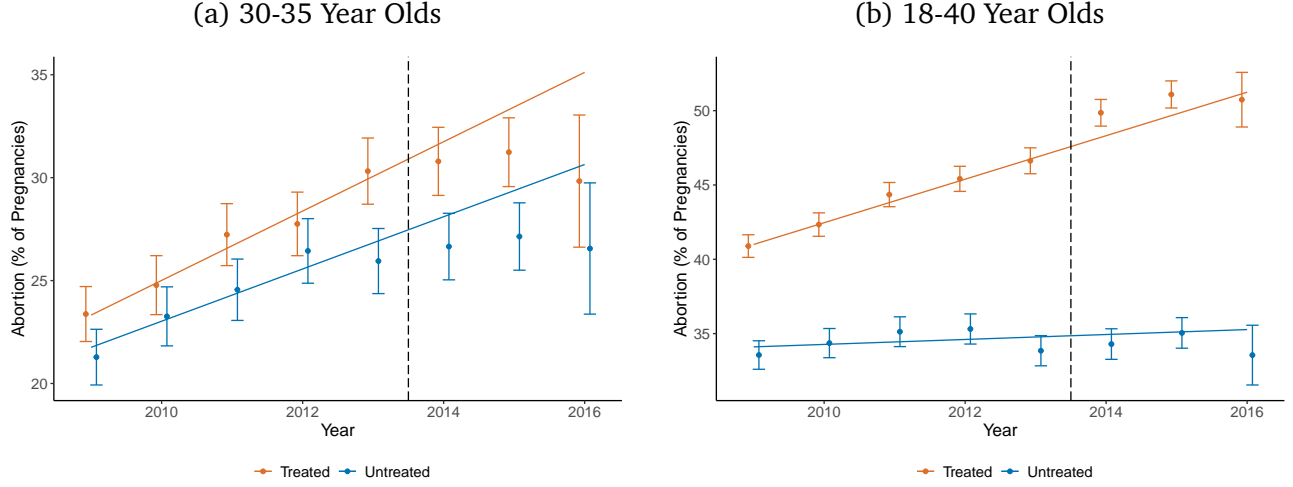 (a) 30-35 Year Olds
35
30
25
20
Abortion (% of Pregnancies)
2010
2012
2014
2016
Year
Treated
Untreated
(b) 18-40 Year Olds
50
45
40
35
Abortion (% of Pregnancies)
2010
2012
2014
2016
Year
Treated
Untreated